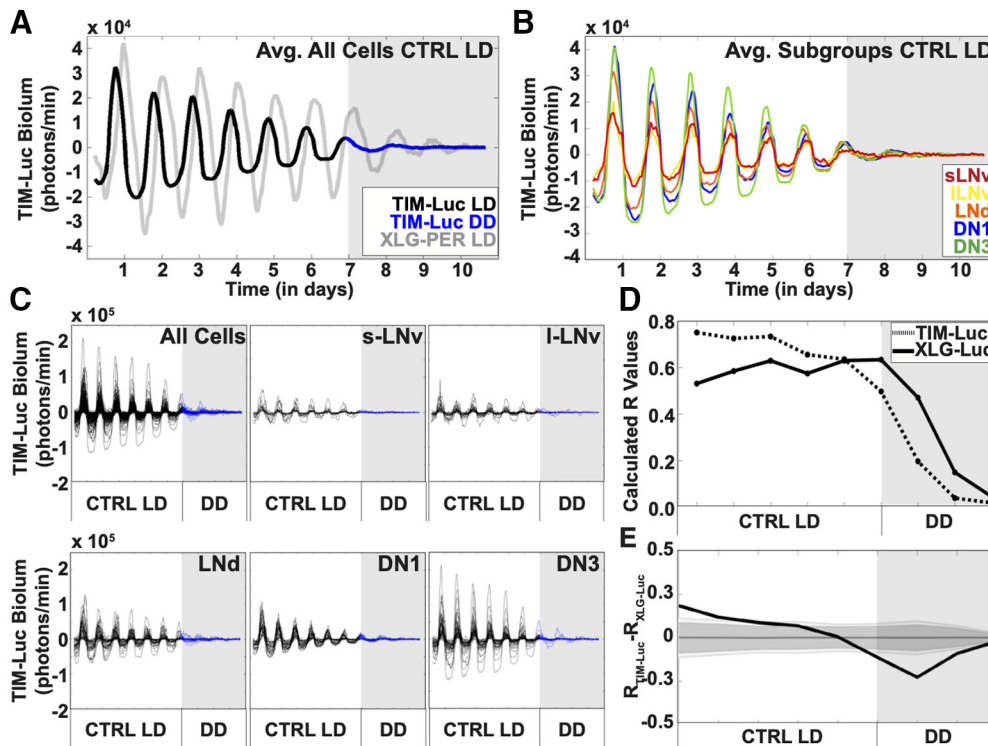 A
x 10⁴
Avg. All Cells CTRL LD
TIM-Luc Biolum
(photons/min)
4
3
2
1
0
-1
-2
-3
-4
TIM-Luc LD
TIM-Luc DD
XLG-PER LD
1 2 3 4 5 6 7 8 9 10
Time (in days)
B
x 10⁴
Avg. Subgroups CTRL LD
TIM-Luc Biolum
(photons/min)
4
3
2
1
0
-1
-2
-3
-4
sLNv
lLNv
LNd
DN1
DN3
1 2 3 4 5 6 7 8 9 10
Time (in days)
C
x 10⁵
TIM-Luc Biolum
(photons/min)
2
1
0
-1
-2
All Cells
s-LNv
l-LNv
CTRL LD DD
CTRL LD DD
CTRL LD DD
x 10⁵
TIM-Luc Biolum
(photons/min)
2
1
0
-1
-2
LNd
DN1
DN3
CTRL LD DD
CTRL LD DD
CTRL LD DD
D
Calculated R Values
0.8
0.6
0.4
0.2
0.0
TIM-Luc
XLG-Luc
CTRL LD DD
E
R TIM-Luc-R XLG-Luc
0.5
0.3
0
-0.3
-0.5
CTRL LD DD